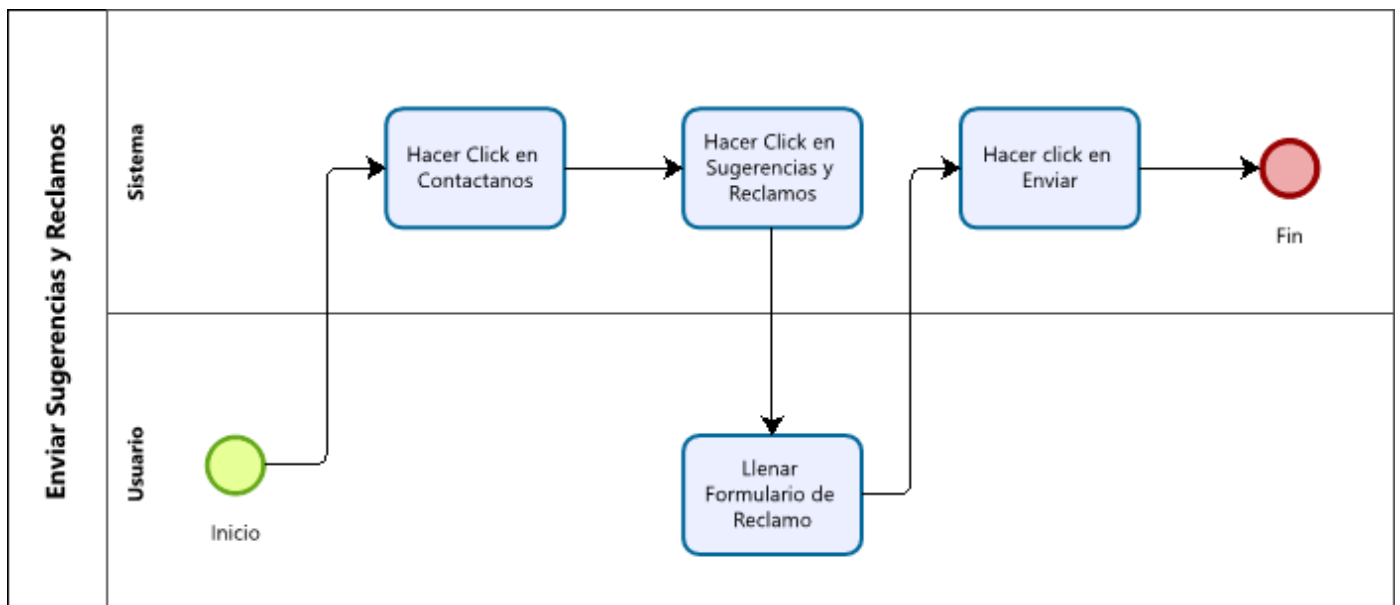 Enviar Sugerencias y Reclamos
Sistema
Hacer Click en
Contactanos
Hacer Click en
Sugerencias y
Reclamos
Hacer click en
Enviar
Fin
Usuario
Inicio
Llenar
Formulario de
Reclamo